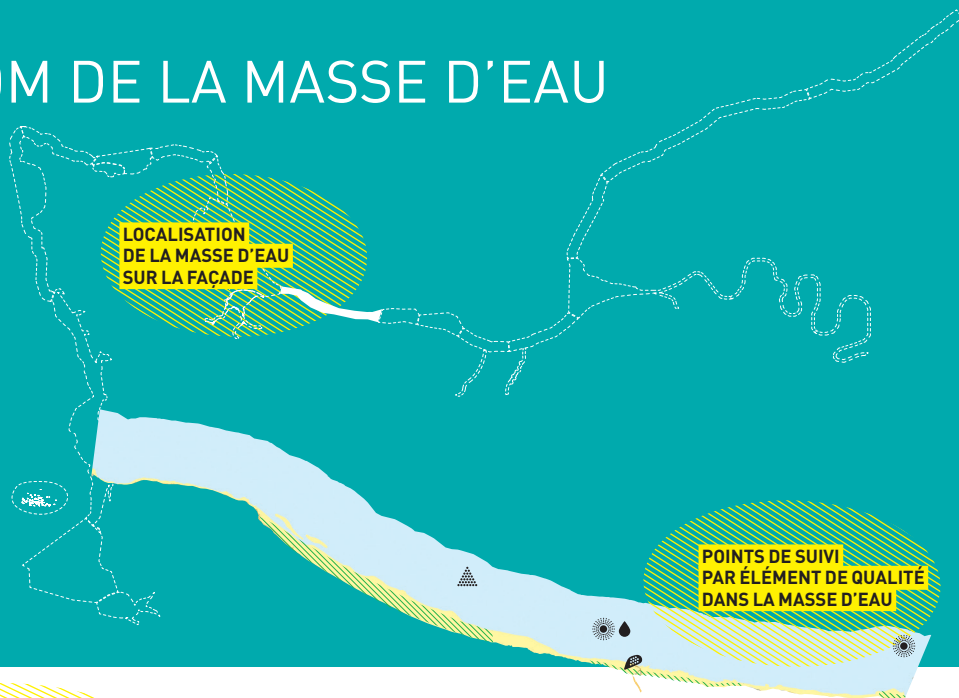 OM DE LA MASSE D'EAU
LOCALISATION
DE LA MASSE D'EAU
SUR LA FAÇADE
POINTS DE SUIVI
PAR ÉLÉMENT DE QUALITÉ
DANS LA MASSE D'EAU